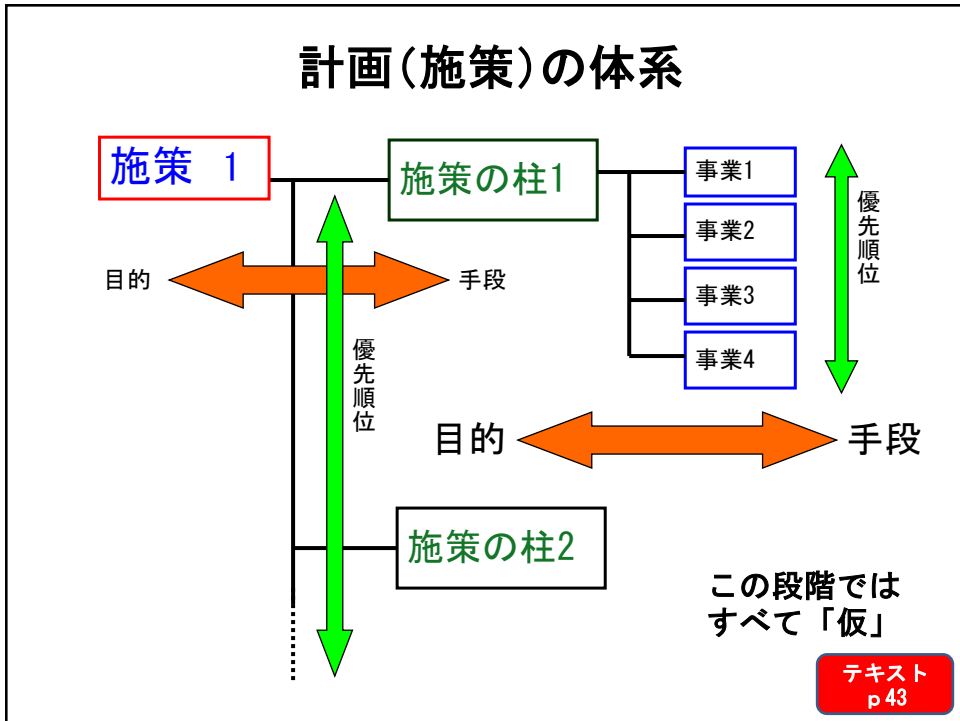 計画（施策）の体系
施策　1
施策の柱1
事業1
事業2
事業3
事業4
優先順位
目的
手段
優先順位
目的
手段
施策の柱2
この段階では
すべて「仮」
テキスト
ｐ43